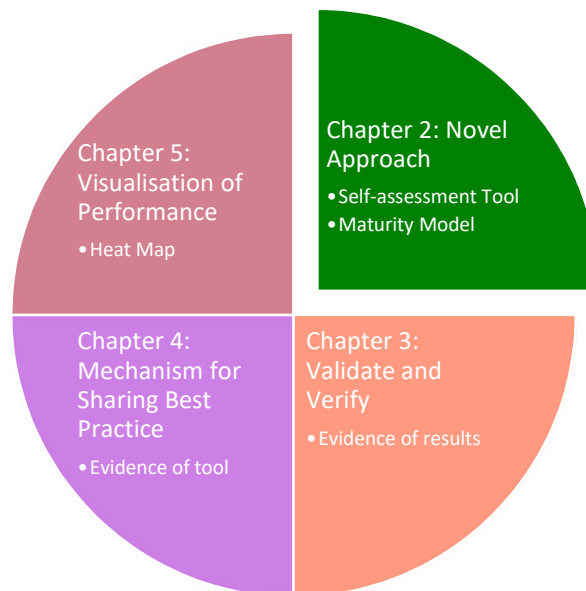 Chapter 5:
Visualisation of
Performance
•Heat Map
Chapter 2: Novel
Approach
•Self-assessment Tool
•Maturity Model
Chapter 4:
Mechanism for
Sharing Best
Practice
•Evidence of tool
Chapter 3:
Validate and
Verify
•Evidence of results